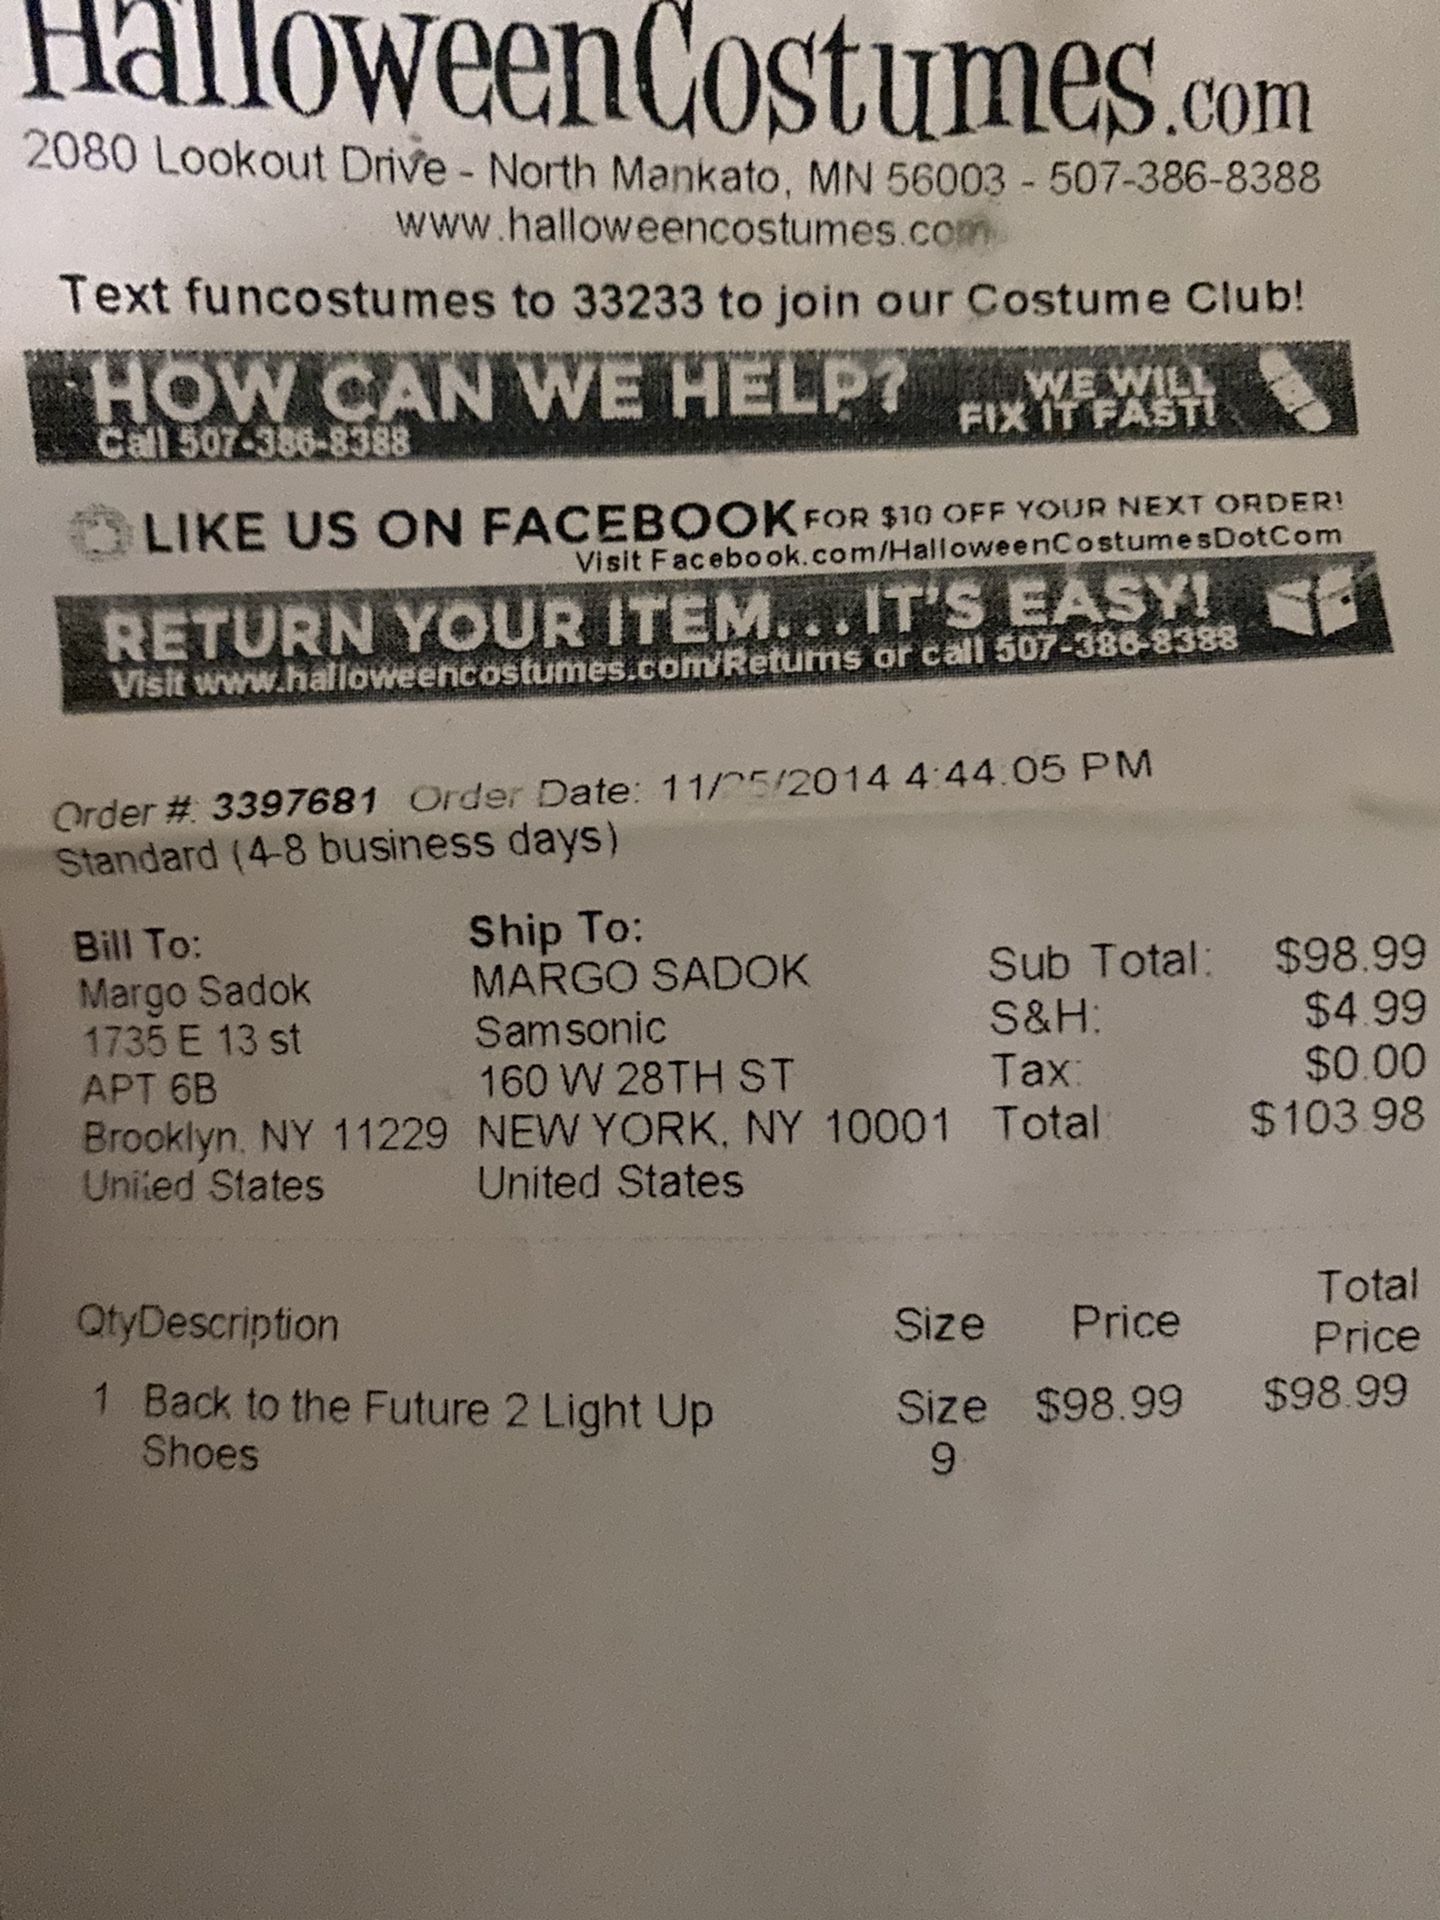 HalloweenCostumes.com
2080 Lookout Drive - North Mankato, MN 56003 - 507-386-8388
www.halloweencostumes.com
Text funcostumes to 33233 to join our Costume Club!
HOW CAN WE HELP? WE WILL
Call 507-386-8388 FIX IT FAST!
LIKE US ON FACEBOOK FOR $10 OFF YOUR NEXT ORDER!
Visit Facebook.com/HalloweenCostumesDotCom
RETURN YOUR ITEM...IT'S EASY!
Visit www.halloweencostumes.com/Returns or call 507-386-8388
Order #: 3397681 Order Date: 4:44:05 PM
Standard (4-8 business days)
Bill To: Ship To:
Margo Sadok MARGO SADOK Sub Total: $98.99
1735 E 13 st Samsonic S&H: $4.99
APT 6B 160 W 28TH ST Tax: $0.00
Brooklyn, NY 11229 NEW YORK, NY 10001 Total: $103.98
United States United States
Qty Description Size Price Total Price
1 Back to the Future 2 Light Up Size $98.99 $98.99
Shoes 9